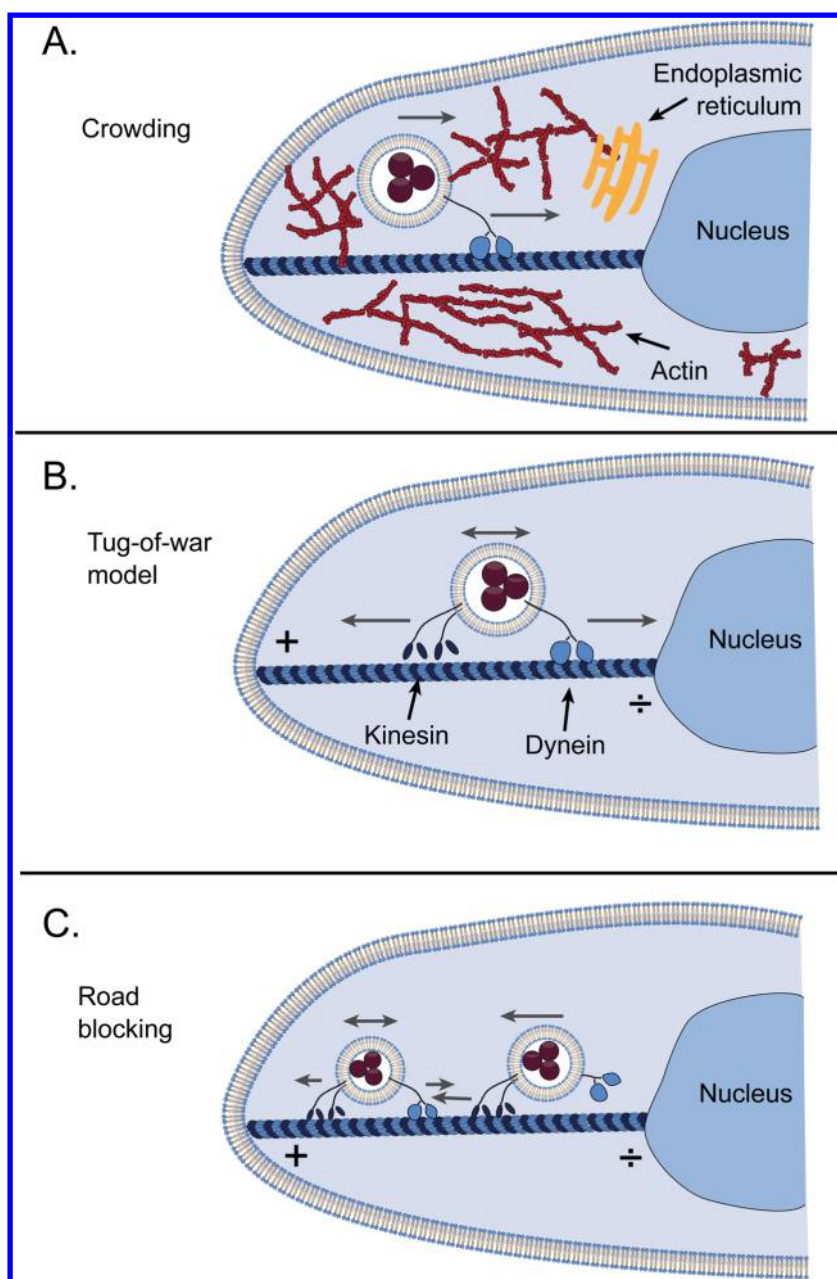 A.
Crowding
Endoplasmic
reticulum
Nucleus
Actin
B.
Tug-of-war
model
+
Nucleus
÷
Kinesin
Dynein
C.
Road
blocking
Nucleus
+
÷